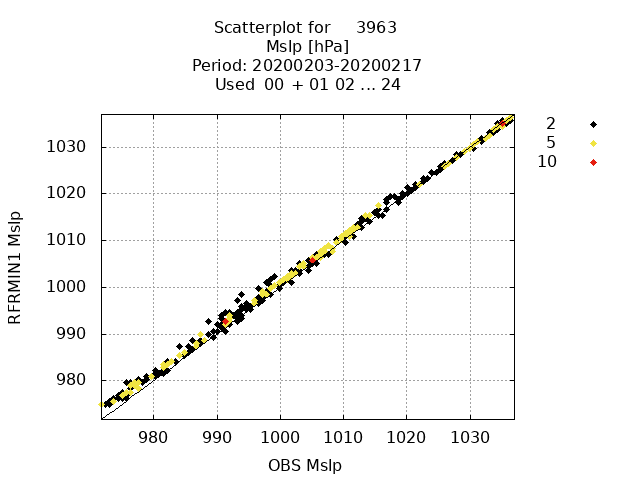 Scatterplot for 3963
Mslp [hPa]
Period: 20200203-20200217
Used 00 + 01 02 ... 24
2
5
10
1030
1020
1010
1000
990
980
RFRMIN1 Mslp
980 990 1000 1010 1020 1030
OBS Mslp